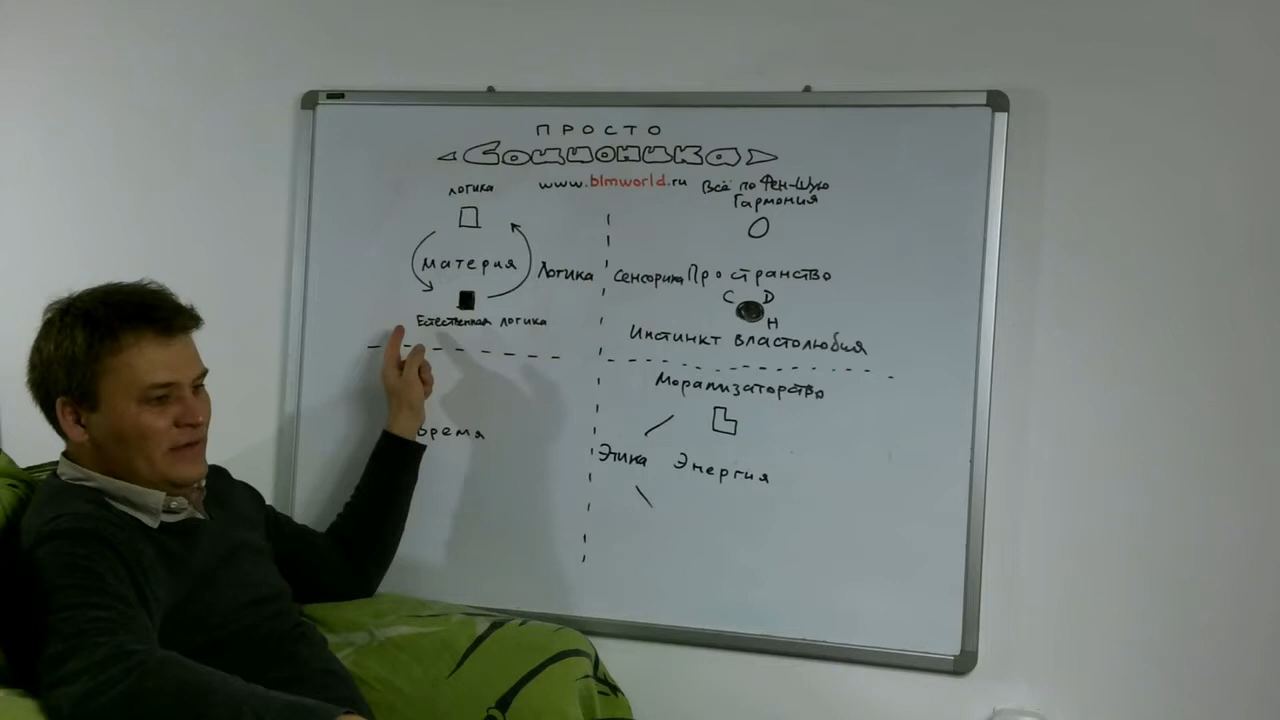 ПРОСТО
Соционика
www.blmworld.ru
Логика
Материя
Логика
Естественная логика
Всё по Фен-Шую
Гармония
Сенсорика Пространство
С D
Н
Инстинкт властолюбия
время
Морализаторство
Этика Энергия